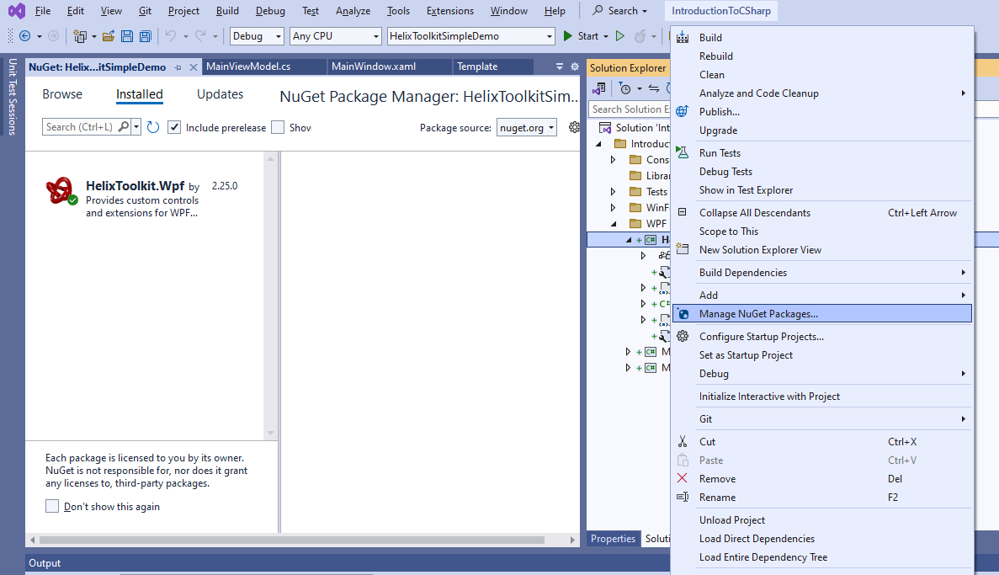 File Edit View Git Project Build Debug Test Analyze Tools Extensions Window Help Search IntroductionToCSharp
Debug Any CPU HelixToolkitSimpleDemo Start
Unit Test Sessions
NuGet: Helix...itSimpleDemo MainViewModel.cs MainWindow.xaml Template
Browse Installed Updates NuGet Package Manager: HelixToolkitSim...
Search (Ctrl+L) Include prerelease Show Package source: nuget.org
HelixToolkit.Wpf by 2.25.0
Provides custom controls
and extensions for WPF...
Each package is licensed to you by its owner.
NuGet is not responsible for, nor does it grant
any licenses to, third-party packages.
Don't show this again
Output
Solution Explorer
Search Solution E
Solution 'Int
Introduct
Cons
Librar
Tests
WinF
WPF
C# H
C#
C# M
C# M
Properties Soluti
Build
Rebuild
Clean
Analyze and Code Cleanup
Publish...
Upgrade
Run Tests
Debug Tests
Show in Test Explorer
Collapse All Descendants Ctrl+Left Arrow
Scope to This
New Solution Explorer View
Build Dependencies
Add
Manage NuGet Packages...
Configure Startup Projects...
Set as Startup Project
Debug
Initialize Interactive with Project
Git
Cut Ctrl+X
Paste Ctrl+V
Remove Del
Rename F2
Unload Project
Load Direct Dependencies
Load Entire Dependency Tree